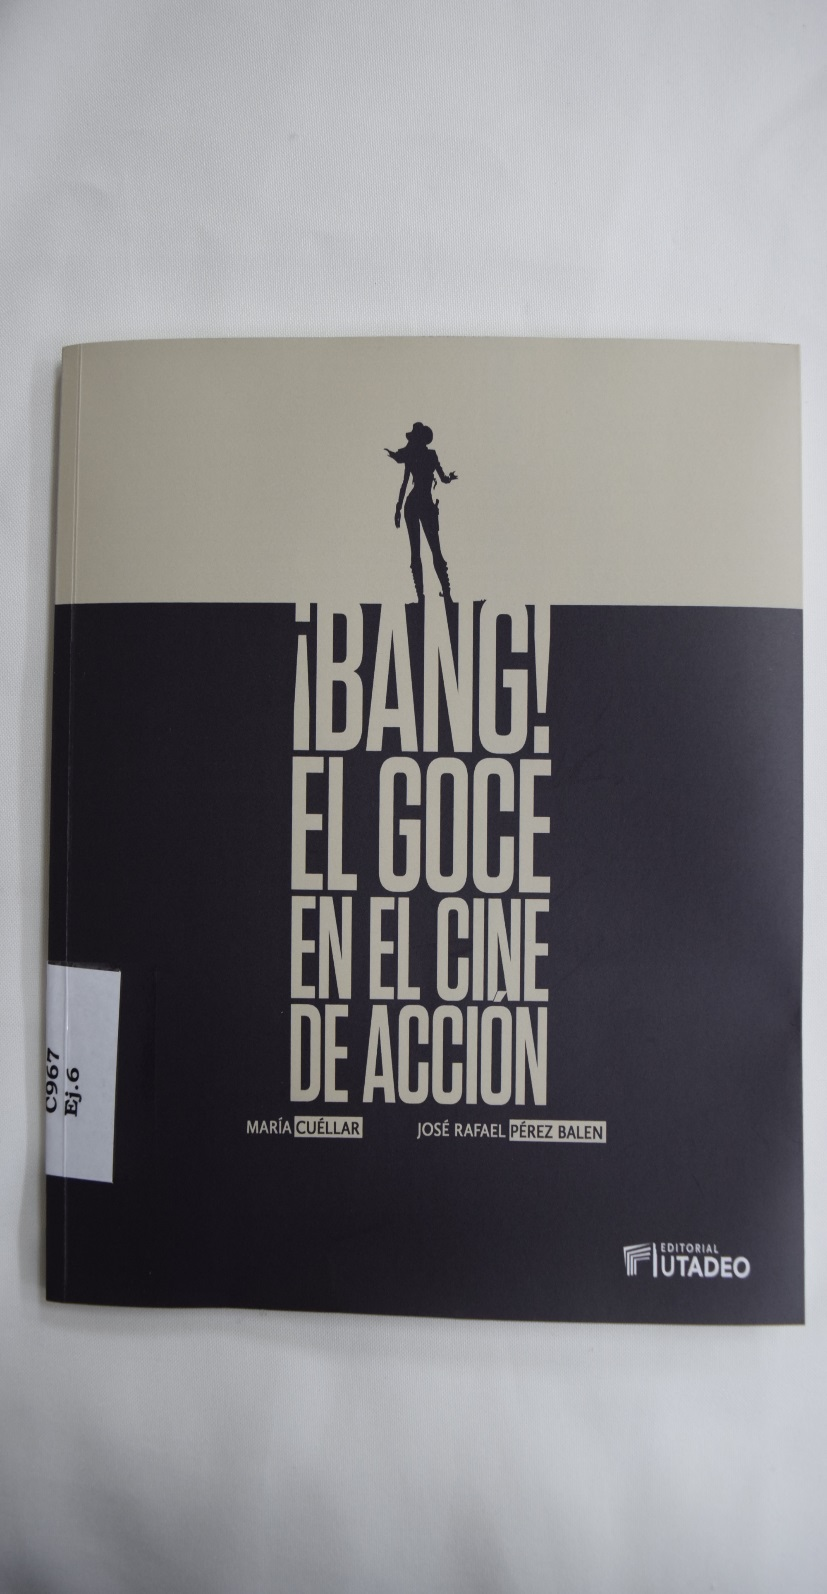 ¡BANG!
EL GOCE
EN EL CINE
DE ACCIÓN
MARÍA CUÉLLAR JOSÉ RAFAEL PÉREZ BALEN
C967
Ej.6
EDITORIAL
UTADEO